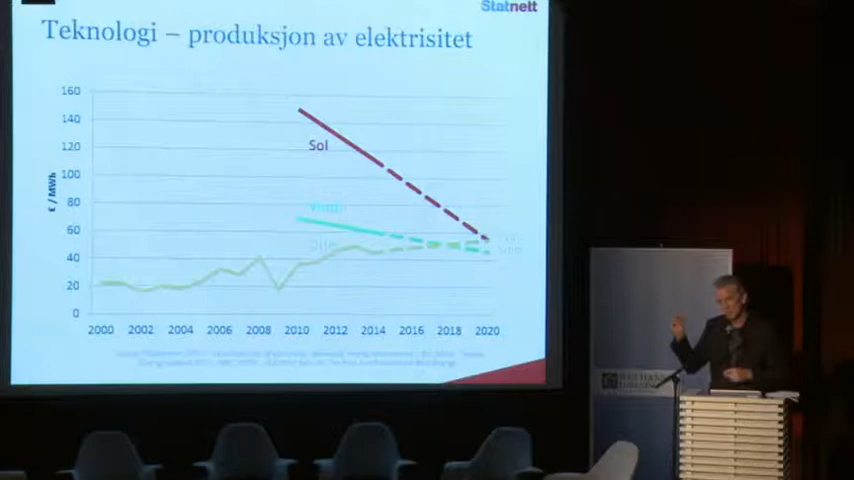 Statnett
Teknologi – produksjon av elektrisitet
160
140
120
100
80
60
40
20
0
€ / MWh
Sol
Vind
2000 2002 2004 2006 2008 2010 2012 2014 2016 2018 2020